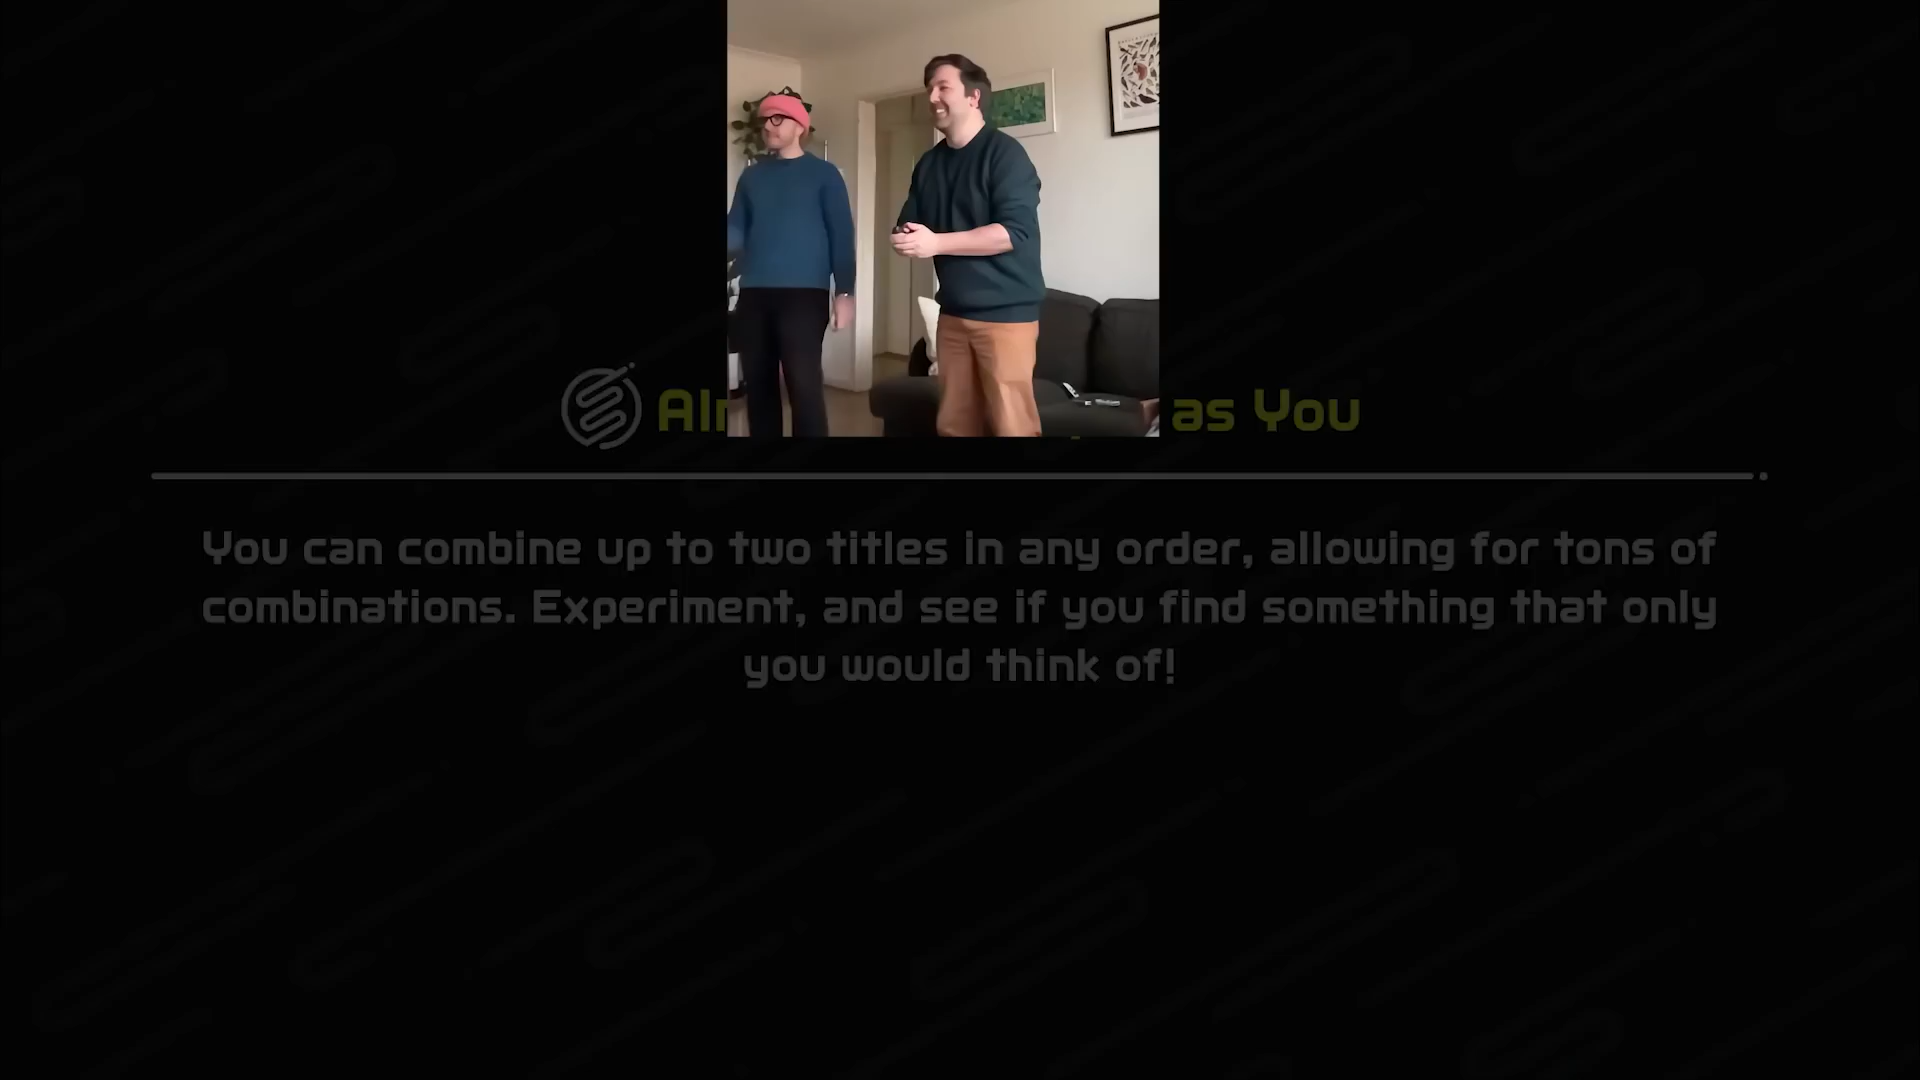 as You
You can combine up to two titles in any order, allowing for tons of
combinations. Experiment, and see if you find something that only
you would think of!